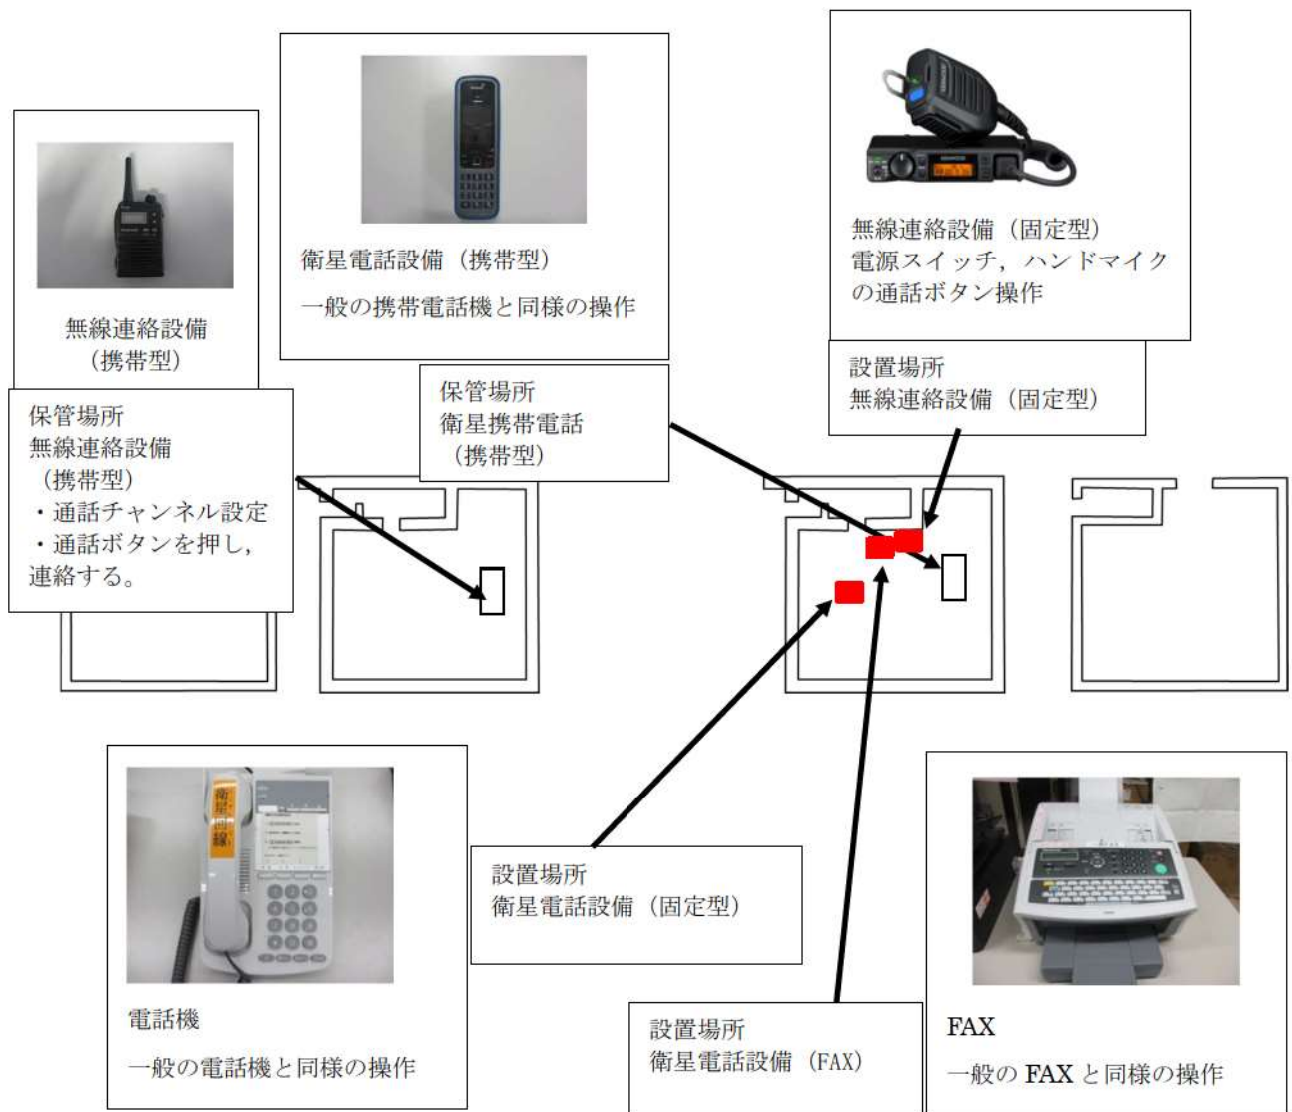 無線連絡設備
（携帯型）
保管場所
無線連絡設備
（携帯型）
・通話チャンネル設定
・通話ボタンを押し，
連絡する。
衛星電話設備（携帯型）
一般の携帯電話機と同様の操作
保管場所
衛星携帯電話
（携帯型）
無線連絡設備（固定型）
電源スイッチ，ハンドマイク
の通話ボタン操作
設置場所
無線連絡設備（固定型）
衛星回線
電話機
一般の電話機と同様の操作
設置場所
衛星電話設備（固定型）
設置場所
衛星電話設備（FAX）
FAX
一般の FAX と同様の操作